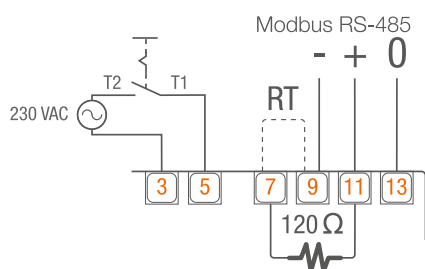 Modbus RS-485
- + 0
T2 T1
RT
230 VAC
3 5 7 9 11 13
120 Ω